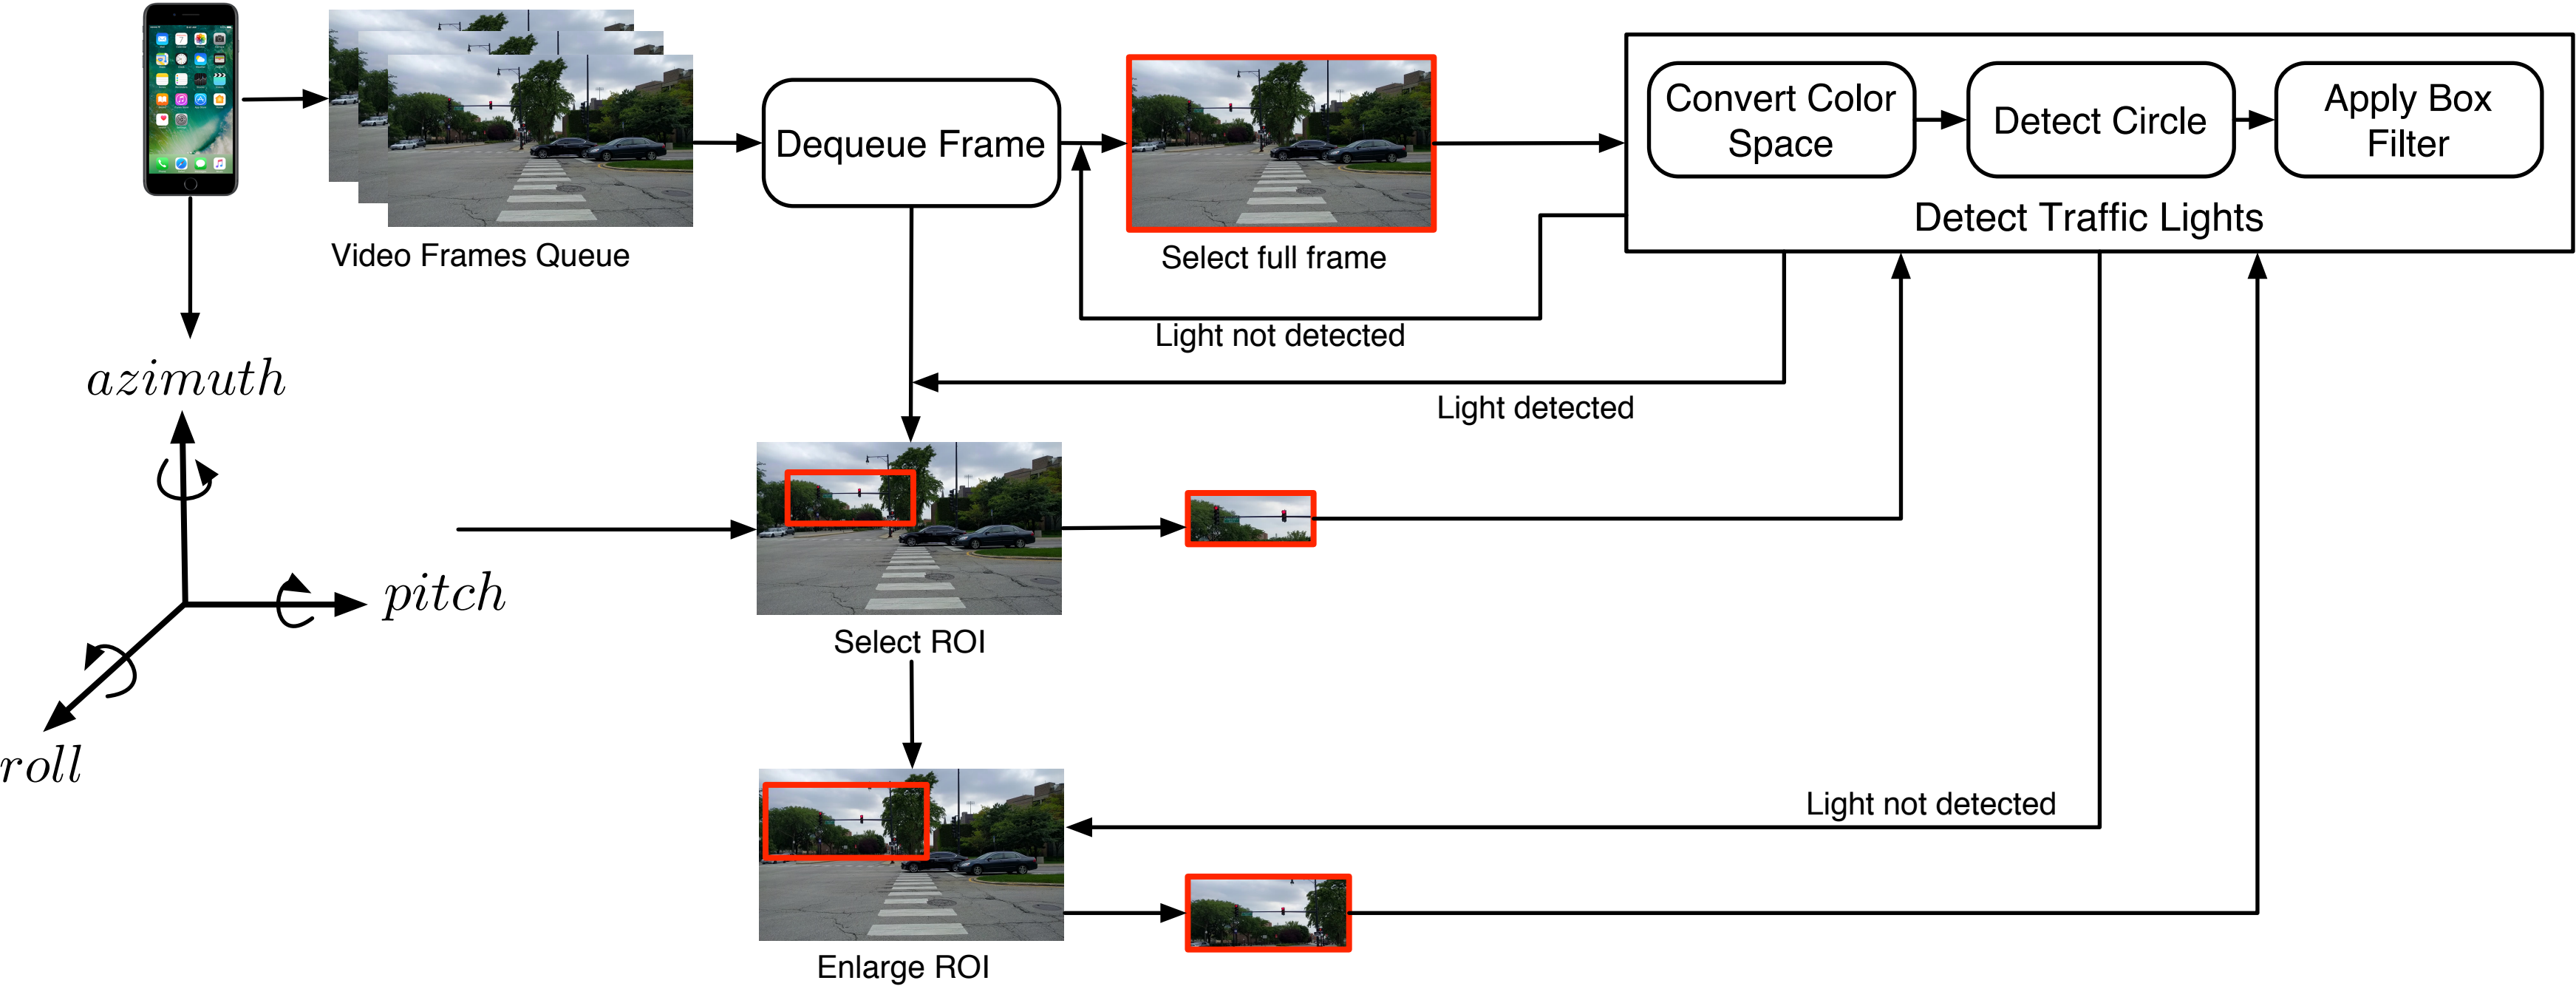 Convert Color
Space
Detect Circle
Apply Box
Filter
Dequeue Frame
Detect Traffic Lights
Video Frames Queue
Select full frame
Light not detected
azimuth
Light detected
pitch
Select ROI
roll
Light not detected
Enlarge ROI